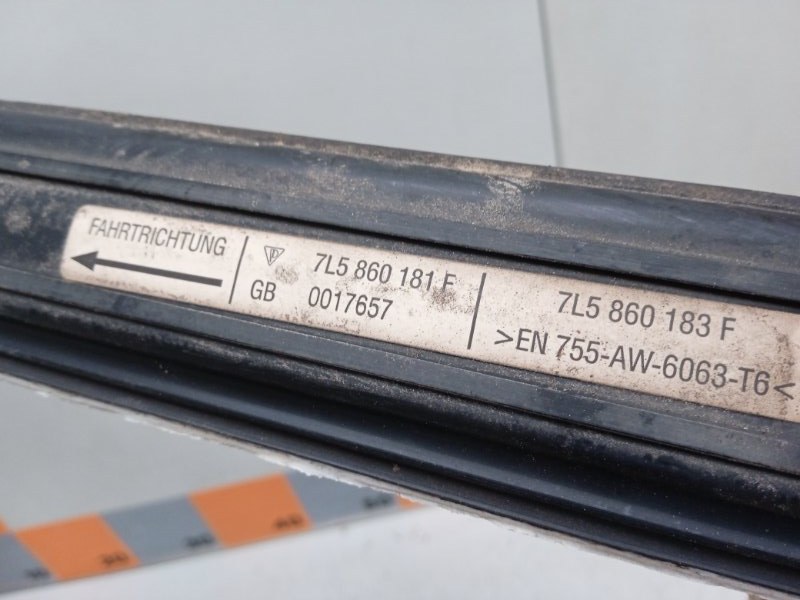 FAHRTRICHTUNG
7L5 860 181 F
GB 0017657
7L5 860 183 F
>EN 755-AW-6063-T6<